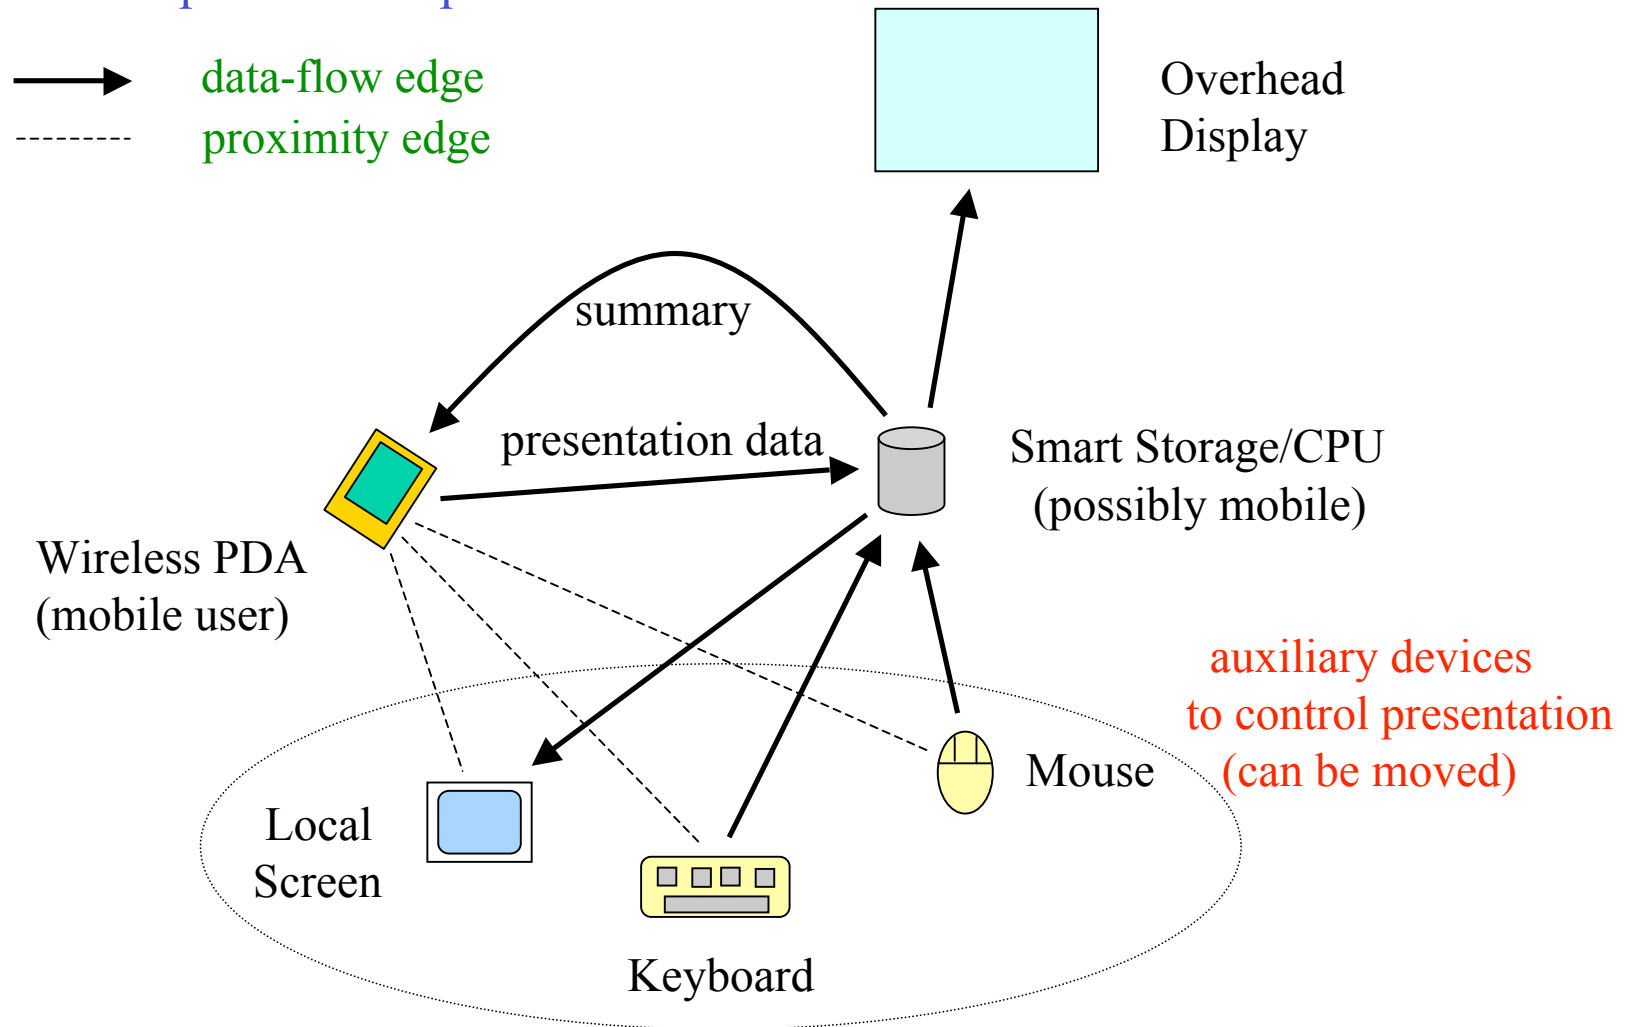 data-flow edge
proximity edge
Overhead
Display
summary
presentation data
Smart Storage/CPU
(possibly mobile)
Wireless PDA
(mobile user)
auxiliary devices
to control presentation
(can be moved)
Mouse
Local
Screen
Keyboard